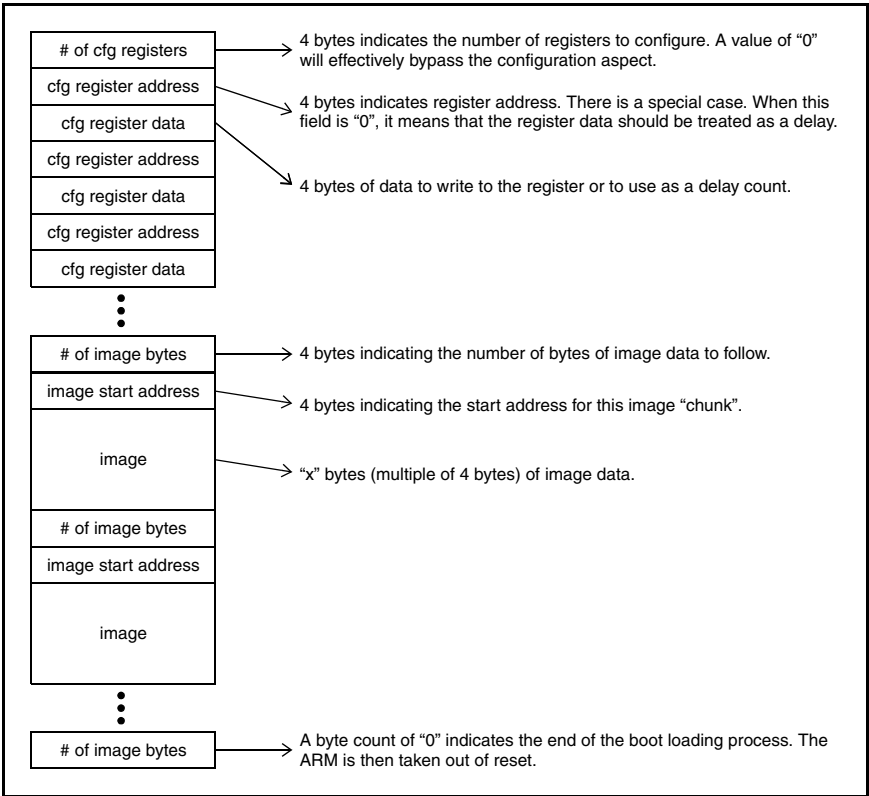 # of cfg registers
4 bytes indicates the number of registers to configure. A value of “0”
will effectively bypass the configuration aspect.
cfg register address
4 bytes indicates register address. There is a special case. When this
field is “0”, it means that the register data should be treated as a delay.
cfg register data
4 bytes of data to write to the register or to use as a delay count.
cfg register address
cfg register data
cfg register address
cfg register data
# of image bytes
4 bytes indicating the number of bytes of image data to follow.
image start address
4 bytes indicating the start address for this image “chunk”.
image
“x” bytes (multiple of 4 bytes) of image data.
# of image bytes
image start address
image
# of image bytes
A byte count of “0” indicates the end of the boot loading process. The
ARM is then taken out of reset.